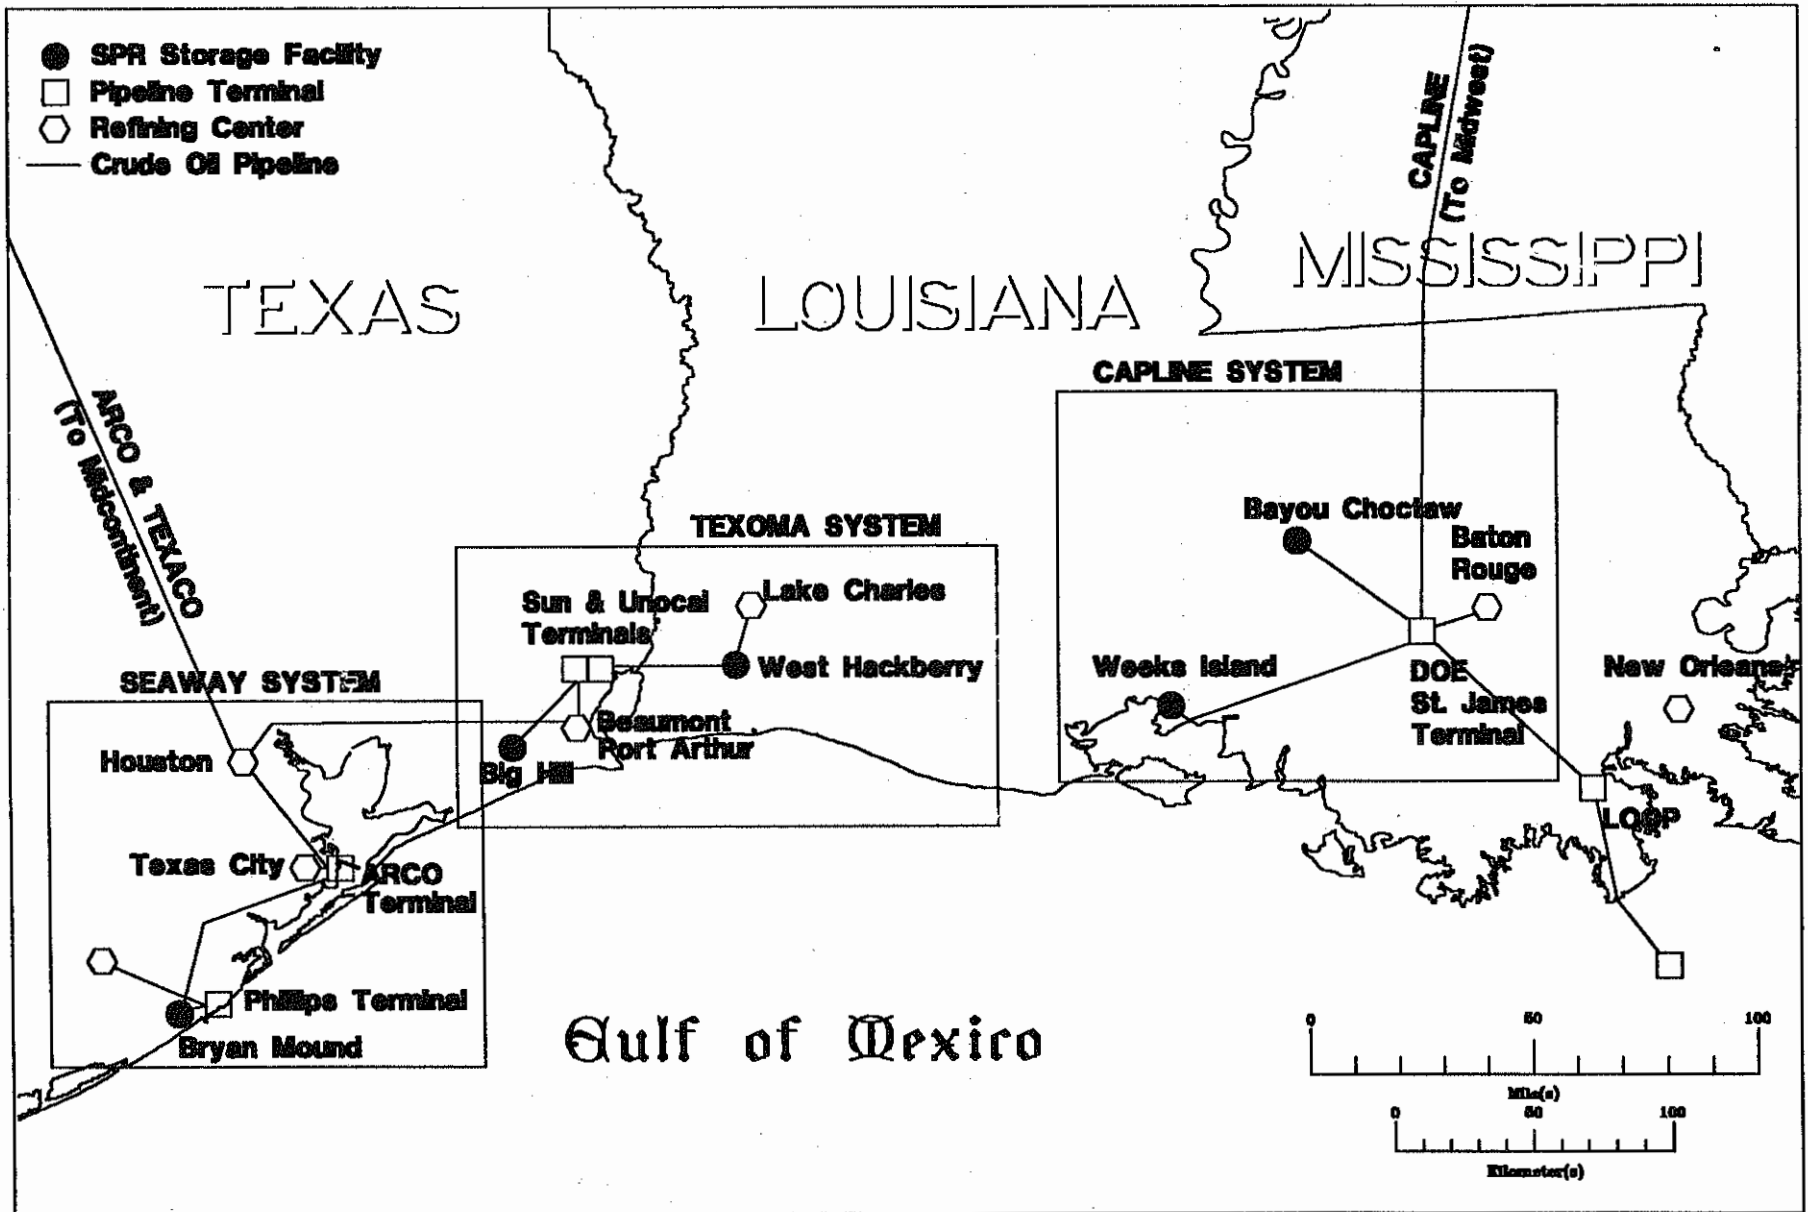 SPR Storage Facility
Pipeline Terminal
Refining Center
Crude Oil Pipeline
CAPLINE
(To Midwest)
TEXAS
LOUISIANA
MISSISSIPPI
ARCO & TEXACO
(To Midcontinent)
CAPLINE SYSTEM
Bayou Choctaw
Baton
Rouge
TEXOMA SYSTEM
Sun & Unocal
Terminals
Lake Charles
West Hackberry
Weeks Island
DOE
St. James
Terminal
New Orleans
SEAWAY SYSTEM
Houston
Beaumont
Port Arthur
Big Hill
LOOP
Texas City
ARCO
Terminal
Phillips Terminal
Bryan Mound
Gulf of Mexico
0 50 100
Mile(s)
0 50 100
Kilometer(s)